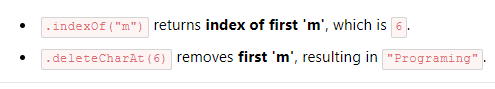 • .indexOf("m") returns index of first 'm', which is 6.
• .deleteCharAt(6) removes first 'm', resulting in "Programing".